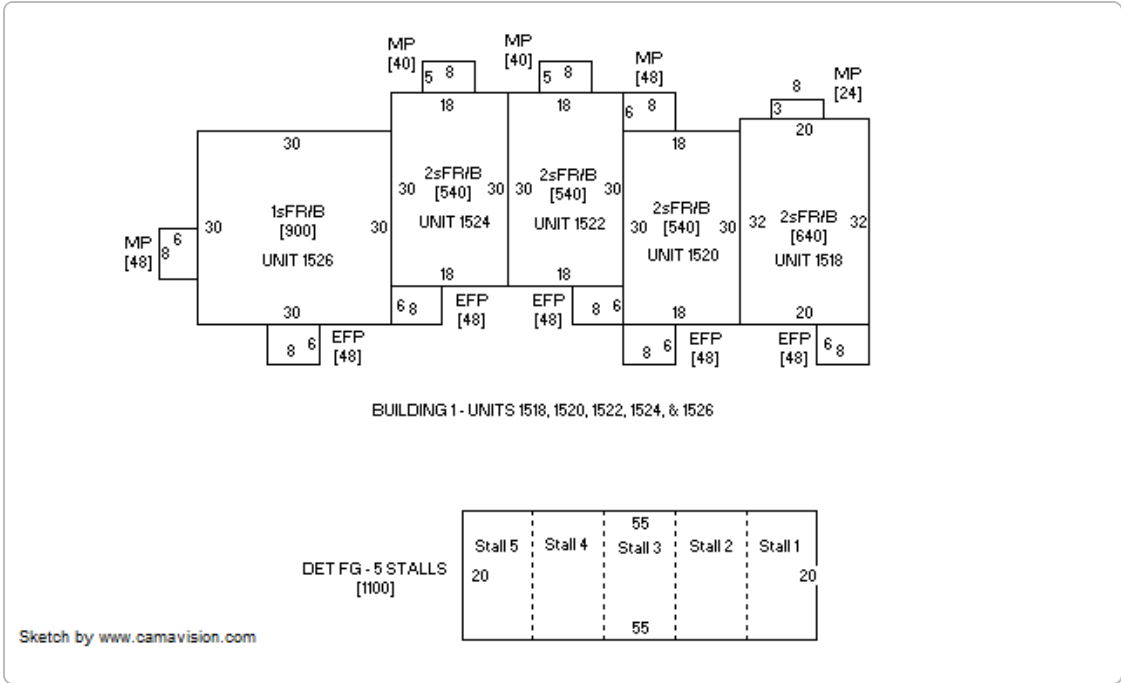 MP
[40]
5 8
18
30
2sFR/B
[540]
30
UNIT 1524
18
6 8
EFP
[48]
MP
[40]
5 8
18
30
2sFR/B
[540]
30
UNIT 1522
18
EFP
[48]
8 6
MP
[48]
6 8
18
2sFR/B
30 [540] 30
UNIT 1520
18
8 6
EFP
[48]
8
MP
[24]
3
20
32 2sFR/B 32
[640]
UNIT 1518
20
EFP
[48]
6 8
30
30
1sFR/B
[900]
30
UNIT 1526
30
MP
[48]
6
8
8 6
EFP
[48]
BUILDING 1 - UNITS 1518, 1520, 1522, 1524, & 1526
DET FG - 5 STALLS
[1100]
55
Stall 5 Stall 4 Stall 3 Stall 2 Stall 1
20 20
55
Sketch by www.camavision.com